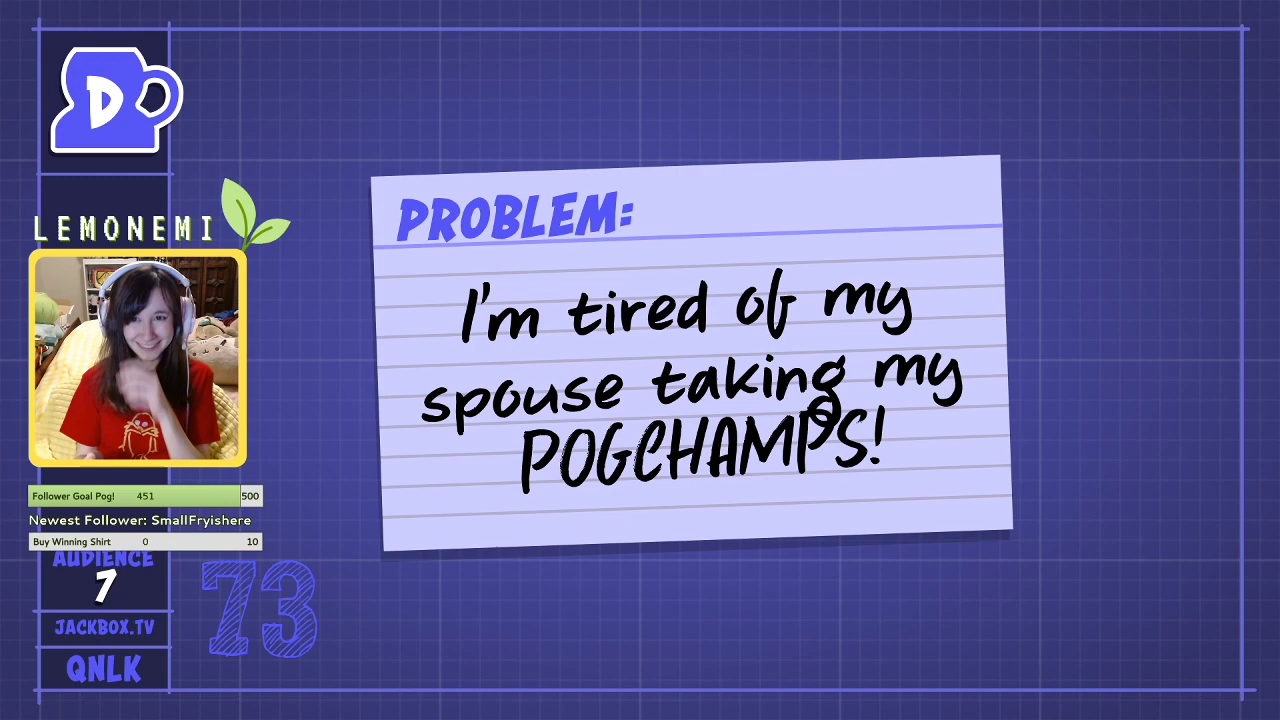 D
LEMONEMI
PROBLEM:
I'm tired of my
spouse taking my
POGCHAMPS!
Follower Goal Pog! 451 500
Newest Follower: SmallFryishere
Buy Winning Shirt 0 10
AUDIENCE
7
73
JACKBOX.TV
QNLK